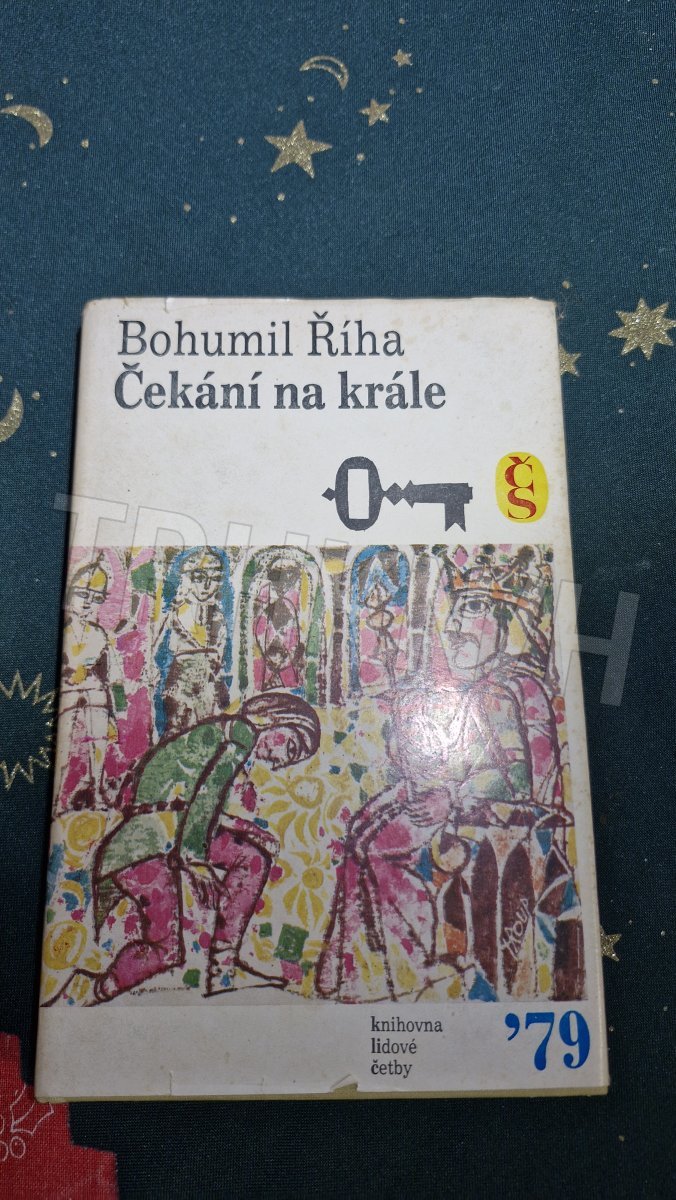 Bohumil Říha
Čekání na krále
ČS
knihovna
lidové
četby
’79